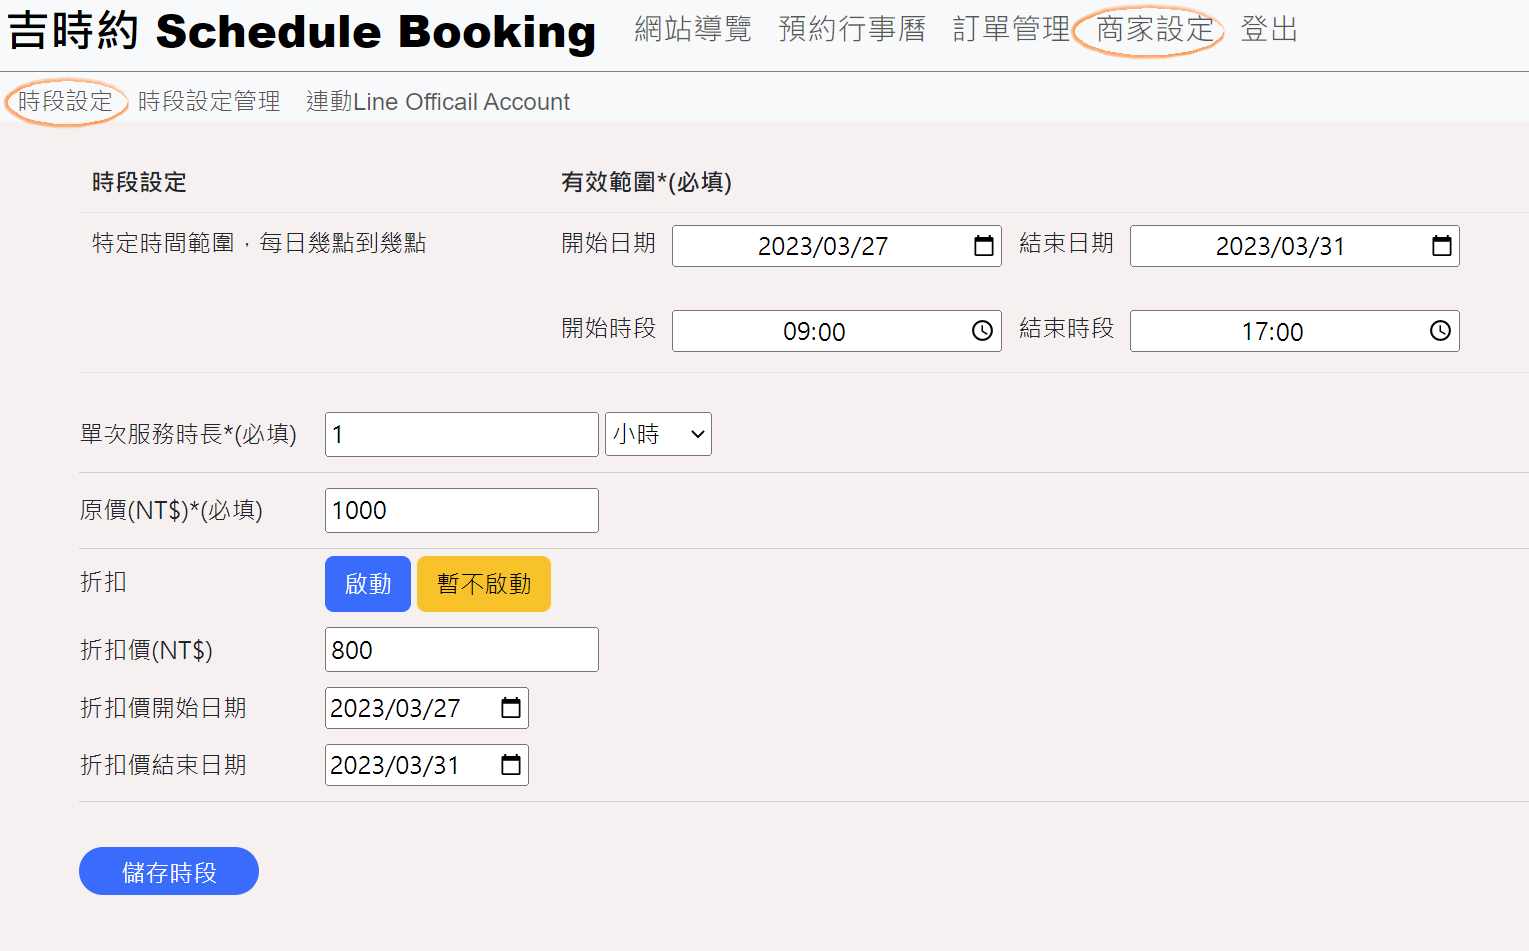 吉時約 Schedule Booking 網站導覽 預約行事曆 訂單管理 商家設定 登出
時段設定 時段設定管理 連動Line Officail Account
時段設定 有效範圍*(必填)
特定時間範圍，每日幾點到幾點 開始日期 2023/03/27 結束日期 2023/03/31
開始時段 09:00 結束時段 17:00
單次服務時長*(必填) 1 小時
原價(NT$)*(必填) 1000
折扣 啟動 暫不啟動
折扣價(NT$) 800
折扣價開始日期 2023/03/27
折扣價結束日期 2023/03/31
儲存時段